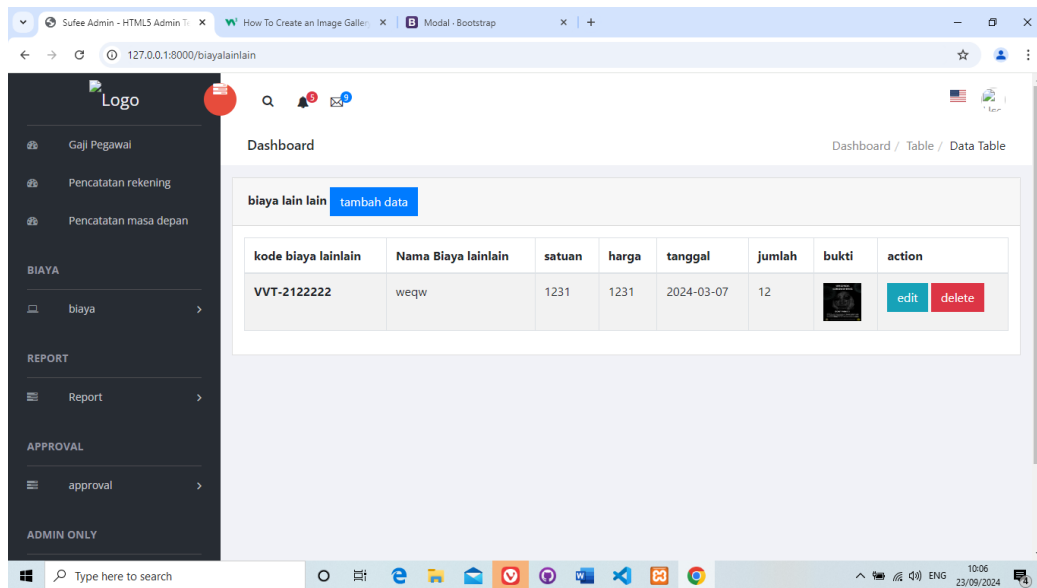 Sufee Admin - HTML5 Admin Te
How To Create an Image Galler
Modal · Bootstrap
127.0.0.1:8000/biayalainlain
Logo
5
9
Gaji Pegawai
Pencatatan rekening
Pencatatan masa depan
BIAYA
biaya
REPORT
Report
APPROVAL
approval
ADMIN ONLY
Dashboard
Dashboard / Table / Data Table
biaya lain lain tambah data
kode biaya lainlain Nama Biaya lainlain satuan harga tanggal jumlah bukti action
VVT-2122222 weqw 1231 1231 2024-03-07 12 edit delete
Type here to search
ENG
10:06
23/09/2024
4